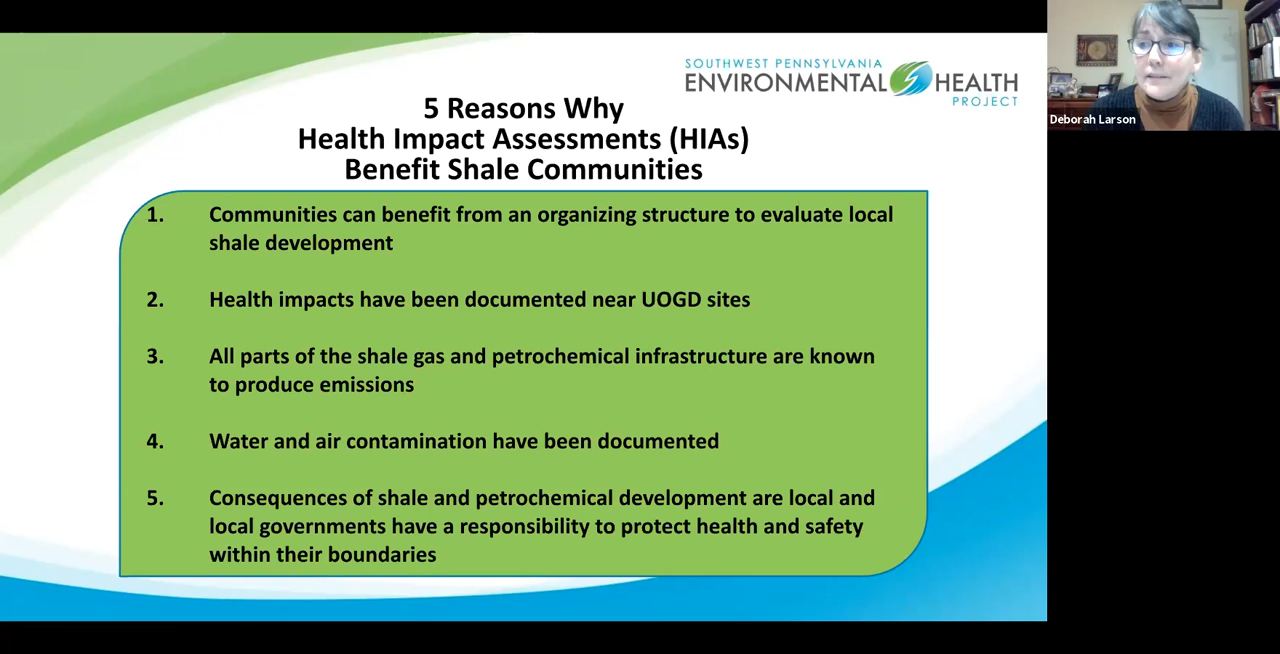 SOUTHWEST PENNSYLVANIA
ENVIRONMENTAL HEALTH
PROJECT
5 Reasons Why
Health Impact Assessments (HIAs)
Benefit Shale Communities
1. Communities can benefit from an organizing structure to evaluate local
shale development
2. Health impacts have been documented near UOGD sites
3. All parts of the shale gas and petrochemical infrastructure are known
to produce emissions
4. Water and air contamination have been documented
5. Consequences of shale and petrochemical development are local and
local governments have a responsibility to protect health and safety
within their boundaries
Deborah Larson